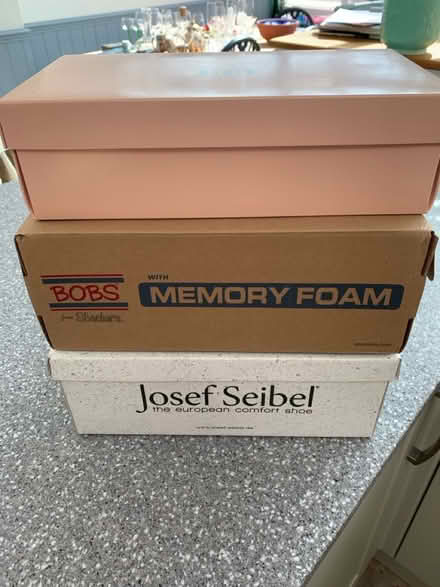 WITH
BOBS
MEMORY FOAM
from Skechers
Josef Seibel
the european comfort shoe